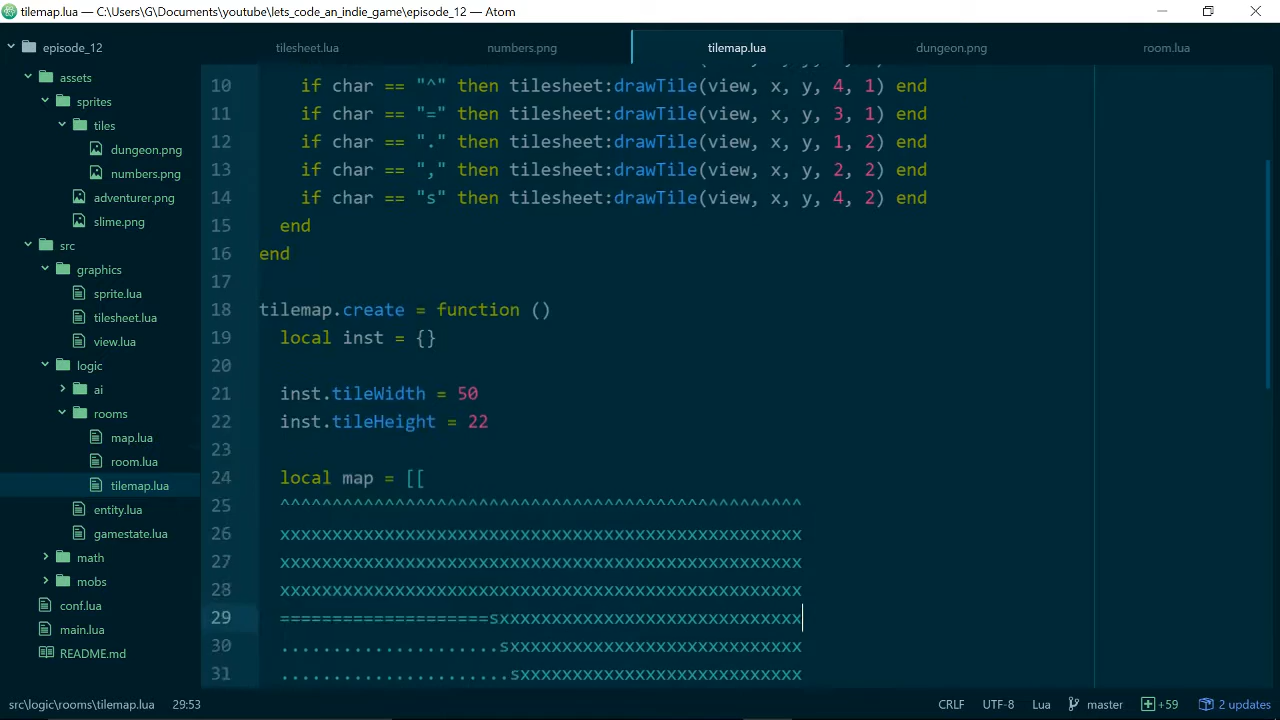 tilemap.lua — C:\Users\G\Documents\youtube\lets_code_an_indie_game\episode_12 — Atom
episode_12
assets
sprites
tiles
dungeon.png
numbers.png
adventurer.png
slime.png
src
graphics
sprite.lua
tilesheet.lua
view.lua
logic
ai
rooms
map.lua
room.lua
tilemap.lua
entity.lua
gamestate.lua
math
mobs
conf.lua
main.lua
README.md
tilesheet.lua numbers.png tilemap.lua dungeon.png room.lua
10 if char == "^" then tilesheet:drawTile(view, x, y, 4, 1) end
11 if char == "=" then tilesheet:drawTile(view, x, y, 3, 1) end
12 if char == "." then tilesheet:drawTile(view, x, y, 1, 2) end
13 if char == "," then tilesheet:drawTile(view, x, y, 2, 2) end
14 if char == "s" then tilesheet:drawTile(view, x, y, 4, 2) end
15 end
16 end
17
18 tilemap.create = function ()
19 local inst = {}
20
21 inst.tileWidth = 50
22 inst.tileHeight = 22
23
24 local map = [[
25 ^^^^^^^^^^^^^^^^^^^^^^^^^^^^^^^^^^^^^^^^^^^^^^^^^^
26 xxxxxxxxxxxxxxxxxxxxxxxxxxxxxxxxxxxxxxxxxxxxxxxxxx
27 xxxxxxxxxxxxxxxxxxxxxxxxxxxxxxxxxxxxxxxxxxxxxxxxxx
28 xxxxxxxxxxxxxxxxxxxxxxxxxxxxxxxxxxxxxxxxxxxxxxxxxx
29 ====================sxxxxxxxxxxxxxxxxxxxxxxxxxxxxx
30 .....................sxxxxxxxxxxxxxxxxxxxxxxxxxxxx
31 ......................sxxxxxxxxxxxxxxxxxxxxxxxxxxx
src\logic\rooms\tilemap.lua 29:53 CRLF UTF-8 Lua master +59 2 updates